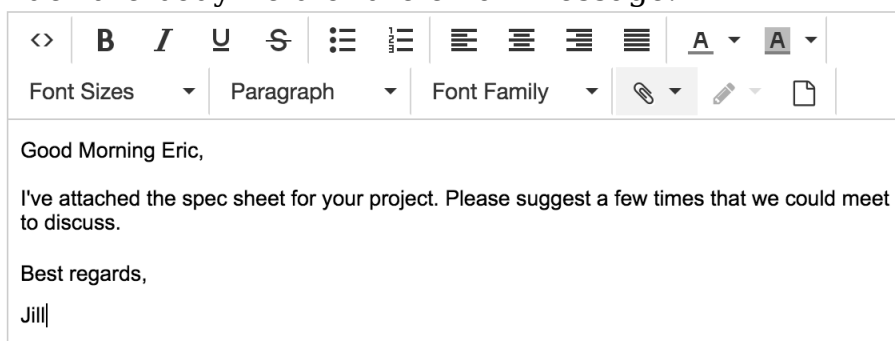 B I U S
A A
Font Sizes Paragraph Font Family
Good Morning Eric,
I've attached the spec sheet for your project. Please suggest a few times that we could meet
to discuss.
Best regards,
Jill